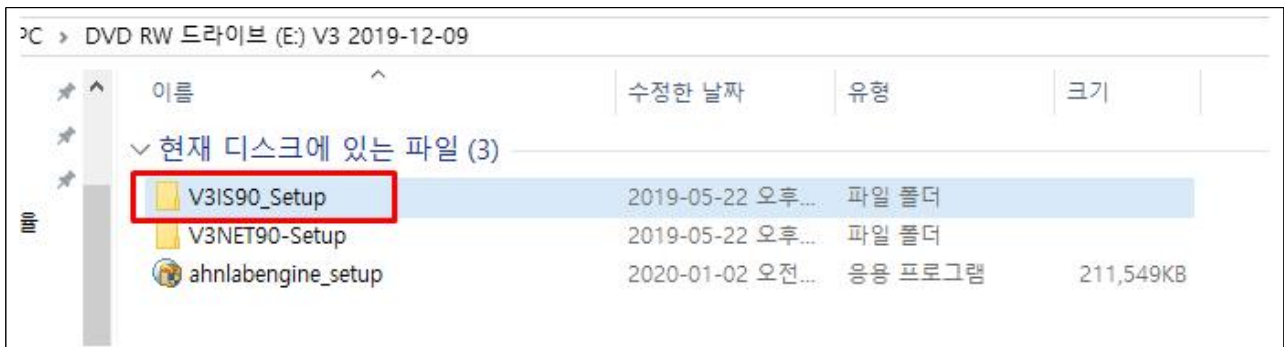 PC > DVD RW 드라이브 (E:) V3 2019-12-09
이름 수정한 날짜 유형 크기
현재 디스크에 있는 파일 (3)
V3IS90_Setup 2019-05-22 오후... 파일 폴더
율
V3NET90-Setup 2019-05-22 오후... 파일 폴더
ahnlabengine_setup 2020-01-02 오전... 응용 프로그램 211,549KB